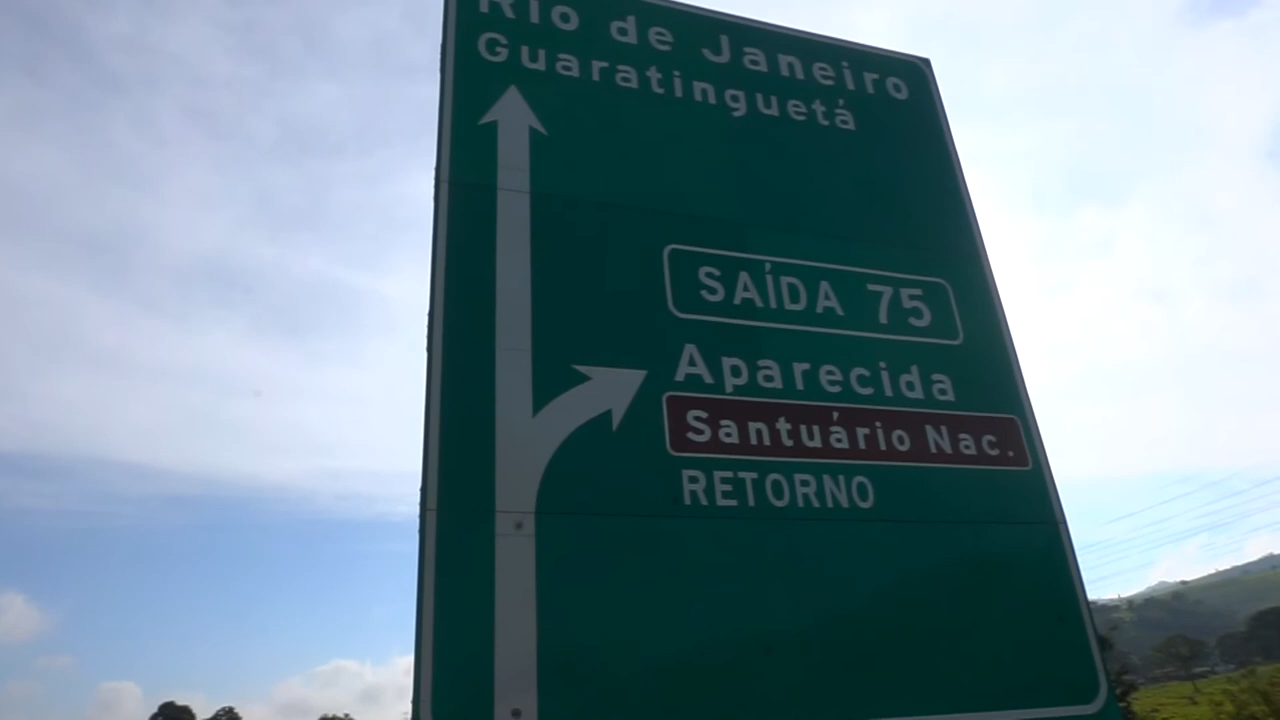 Rio de Janeiro
Guaratinguetá
SAÍDA 75
Aparecida
Santuário Nac.
RETORNO